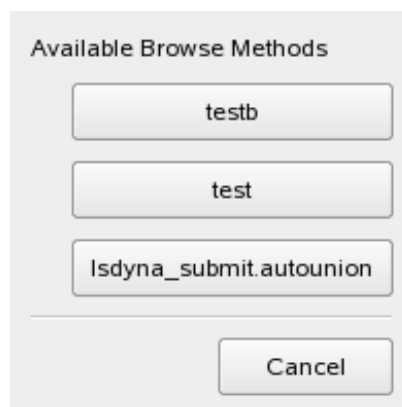 Available Browse Methods
testb
test
lsdyna_submit.autounion
Cancel